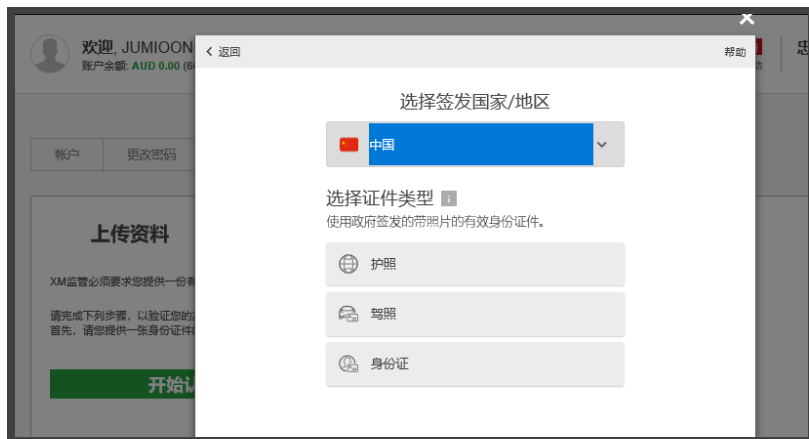 欢迎, JUMIOON
账户余额: AUD 0.00
< 返回
帮助
忠
选择签发国家/地区
中国
帐户
更改密码
选择证件类型 i
使用政府签发的带照片的有效身份证件。
上传资料
护照
XM监管必须要求您提供一份有
请完成下列步骤，以验证您的
首先，请您提供一张身份证件
驾照
身份证
开始认